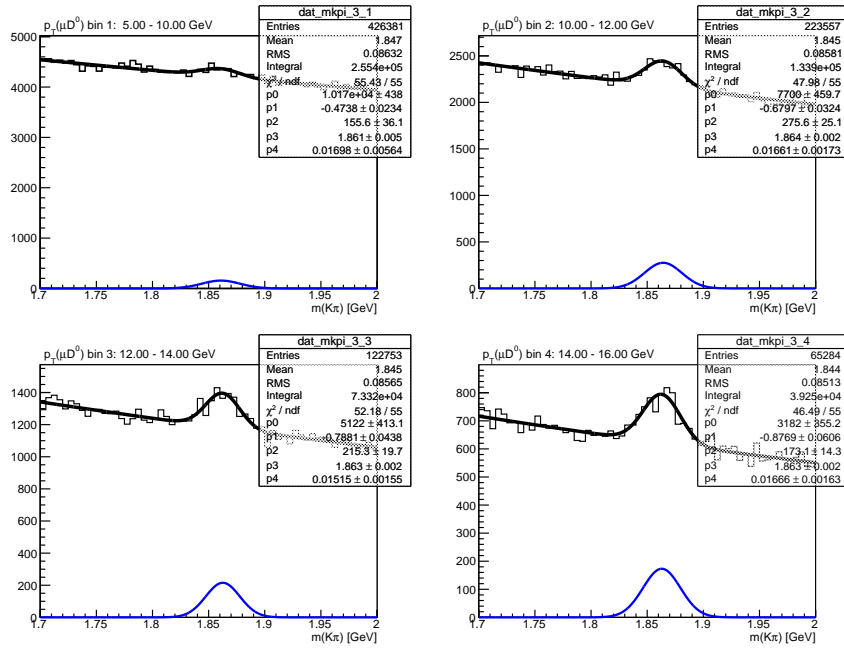 p_T(μD⁰) bin 1:  5.00 - 10.00 GeV
dat_mkpi_3_1
Entries 426381
Mean 1.847
RMS 0.08632
Integral 2.554e+05
χ² / ndf 55.43 / 55
p0 1.017e+04 ± 438
p1 -0.4738 ± 0.0234
p2 155.6 ± 36.1
p3 1.861 ± 0.005
p4 0.01698 ± 0.00564
5000
4000
3000
2000
1000
0
1.7 1.75 1.8 1.85 1.9 1.95 2
m(Kπ) [GeV]
p_T(μD⁰) bin 2: 10.00 - 12.00 GeV
dat_mkpi_3_2
Entries 223557
Mean 1.845
RMS 0.08581
Integral 1.339e+05
χ² / ndf 47.98 / 55
p0 7700 ± 459.7
p1 -0.6797 ± 0.0324
p2 275.6 ± 25.1
p3 1.864 ± 0.002
p4 0.01661 ± 0.00173
2500
2000
1500
1000
500
0
1.7 1.75 1.8 1.85 1.9 1.95 2
m(Kπ) [GeV]
p_T(μD⁰) bin 3: 12.00 - 14.00 GeV
dat_mkpi_3_3
Entries 122753
Mean 1.845
RMS 0.08565
Integral 7.332e+04
χ² / ndf 52.18 / 55
p0 5122 ± 413.1
p1 -0.7881 ± 0.0438
p2 215.3 ± 19.7
p3 1.863 ± 0.002
p4 0.01515 ± 0.00155
1400
1200
1000
800
600
400
200
0
1.7 1.75 1.8 1.85 1.9 1.95 2
m(Kπ) [GeV]
p_T(μD⁰) bin 4: 14.00 - 16.00 GeV
dat_mkpi_3_4
Entries 65284
Mean 1.844
RMS 0.08513
Integral 3.925e+04
χ² / ndf 46.49 / 55
p0 3182 ± 355.2
p1 -0.8769 ± 0.0606
p2 173.1 ± 14.3
p3 1.863 ± 0.002
p4 0.01666 ± 0.00163
800
700
600
500
400
300
200
100
0
1.7 1.75 1.8 1.85 1.9 1.95 2
m(Kπ) [GeV]